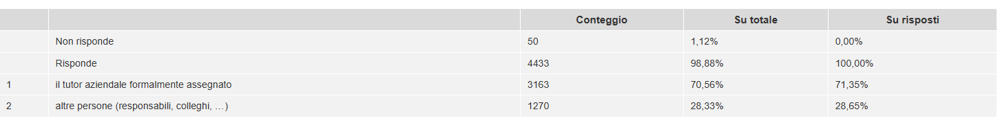 Conteggio Su totale Su risposti
Non risponde 50 1,12% 0,00%
Risponde 4433 98,88% 100,00%
1 il tutor aziendale formalmente assegnato 3163 70,56% 71,35%
2 altre persone (responsabili, colleghi, …) 1270 28,33% 28,65%